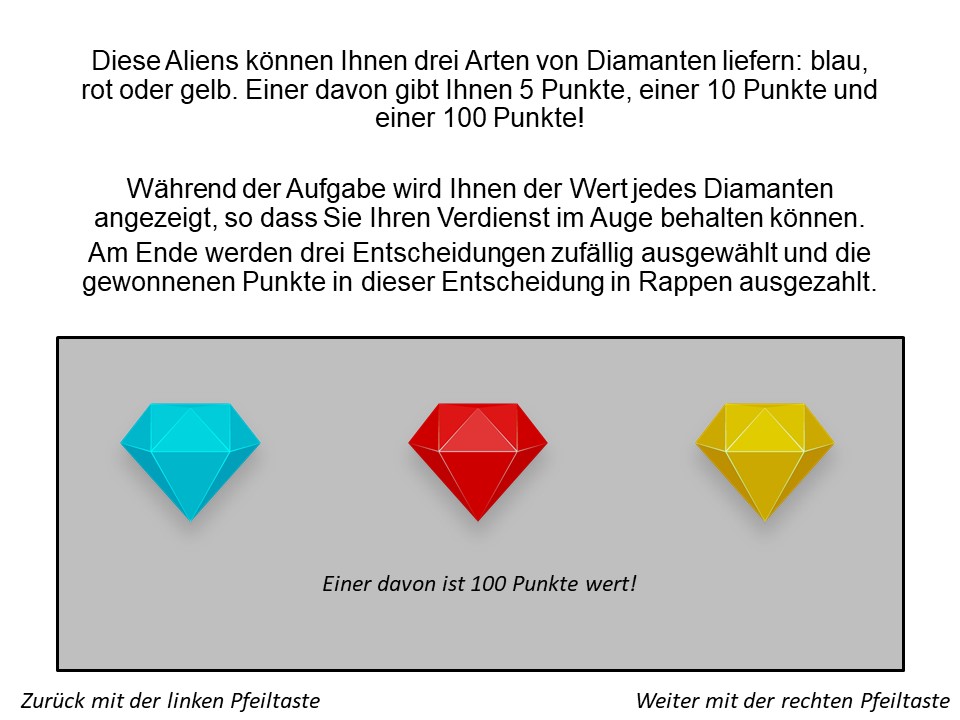 Diese Aliens können Ihnen drei Arten von Diamanten liefern: blau,
rot oder gelb. Einer davon gibt Ihnen 5 Punkte, einer 10 Punkte und
einer 100 Punkte!
Während der Aufgabe wird Ihnen der Wert jedes Diamanten
angezeigt, so dass Sie Ihren Verdienst im Auge behalten können.
Am Ende werden drei Entscheidungen zufällig ausgewählt und die
gewonnenen Punkte in dieser Entscheidung in Rappen ausgezahlt.
Einer davon ist 100 Punkte wert!
Zurück mit der linken Pfeiltaste
Weiter mit der rechten Pfeiltaste